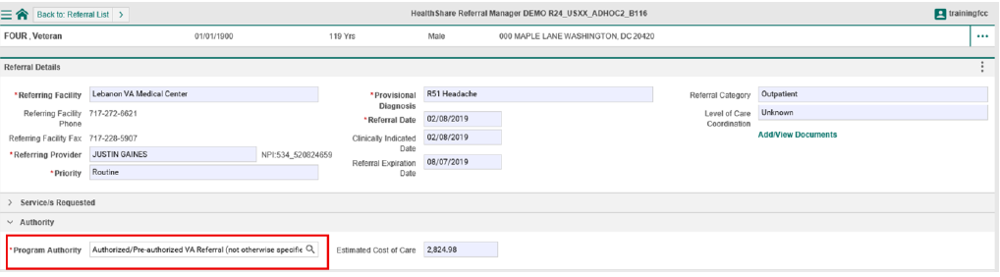 Back to: Referral List > HealthShare Referral Manager DEMO R24_USXX_ADHOC2_B116 trainingfcc
FOUR , Veteran 01/01/1900 119 Yrs Male 000 MAPLE LANE WASHINGTON, DC 20420
Referral Details
*Referring Facility Lebanon VA Medical Center *Provisional Diagnosis R51 Headache Referral Category Outpatient
Referring Facility Phone 717-272-6621 *Referral Date 02/08/2019 Level of Care Coordination Unknown
Referring Facility Fax 717-228-5907 Clinically Indicated Date 02/08/2019 Add/View Documents
*Referring Provider JUSTIN GAINES NPI:534_520824659 Referral Expiration Date 08/07/2019
*Priority Routine
> Service/s Requested
Authority
*Program Authority Authorized/Pre-authorized VA Referral (not otherwise specifie Estimated Cost of Care 2,824.98